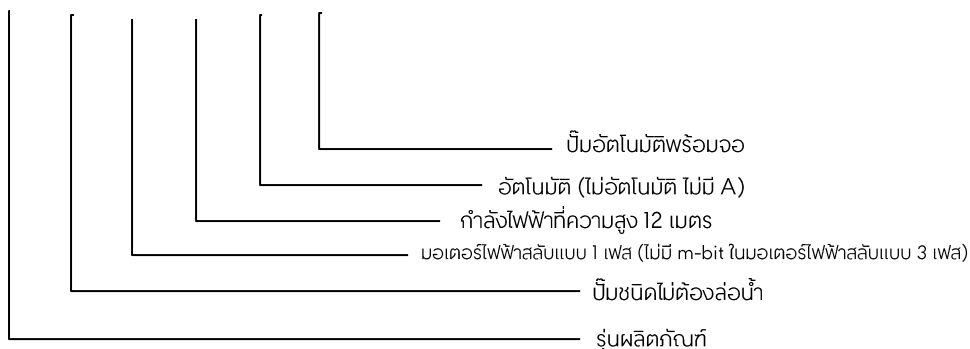 ปั๊มอัตโนมัติพร้อมจอ
อัตโนมัติ (ไม่อัตโนมัติ ไม่มี A)
กำลังไฟฟ้าที่ความสูง 12 เมตร
มอเตอร์ไฟฟ้าสลับแบบ 1 เฟส (ไม่มี m-bit ในมอเตอร์ไฟฟ้าสลับแบบ 3 เฟส)
ปั๊มชนิดไม่ต้องล่อน้ำ
รุ่นผลิตภัณฑ์